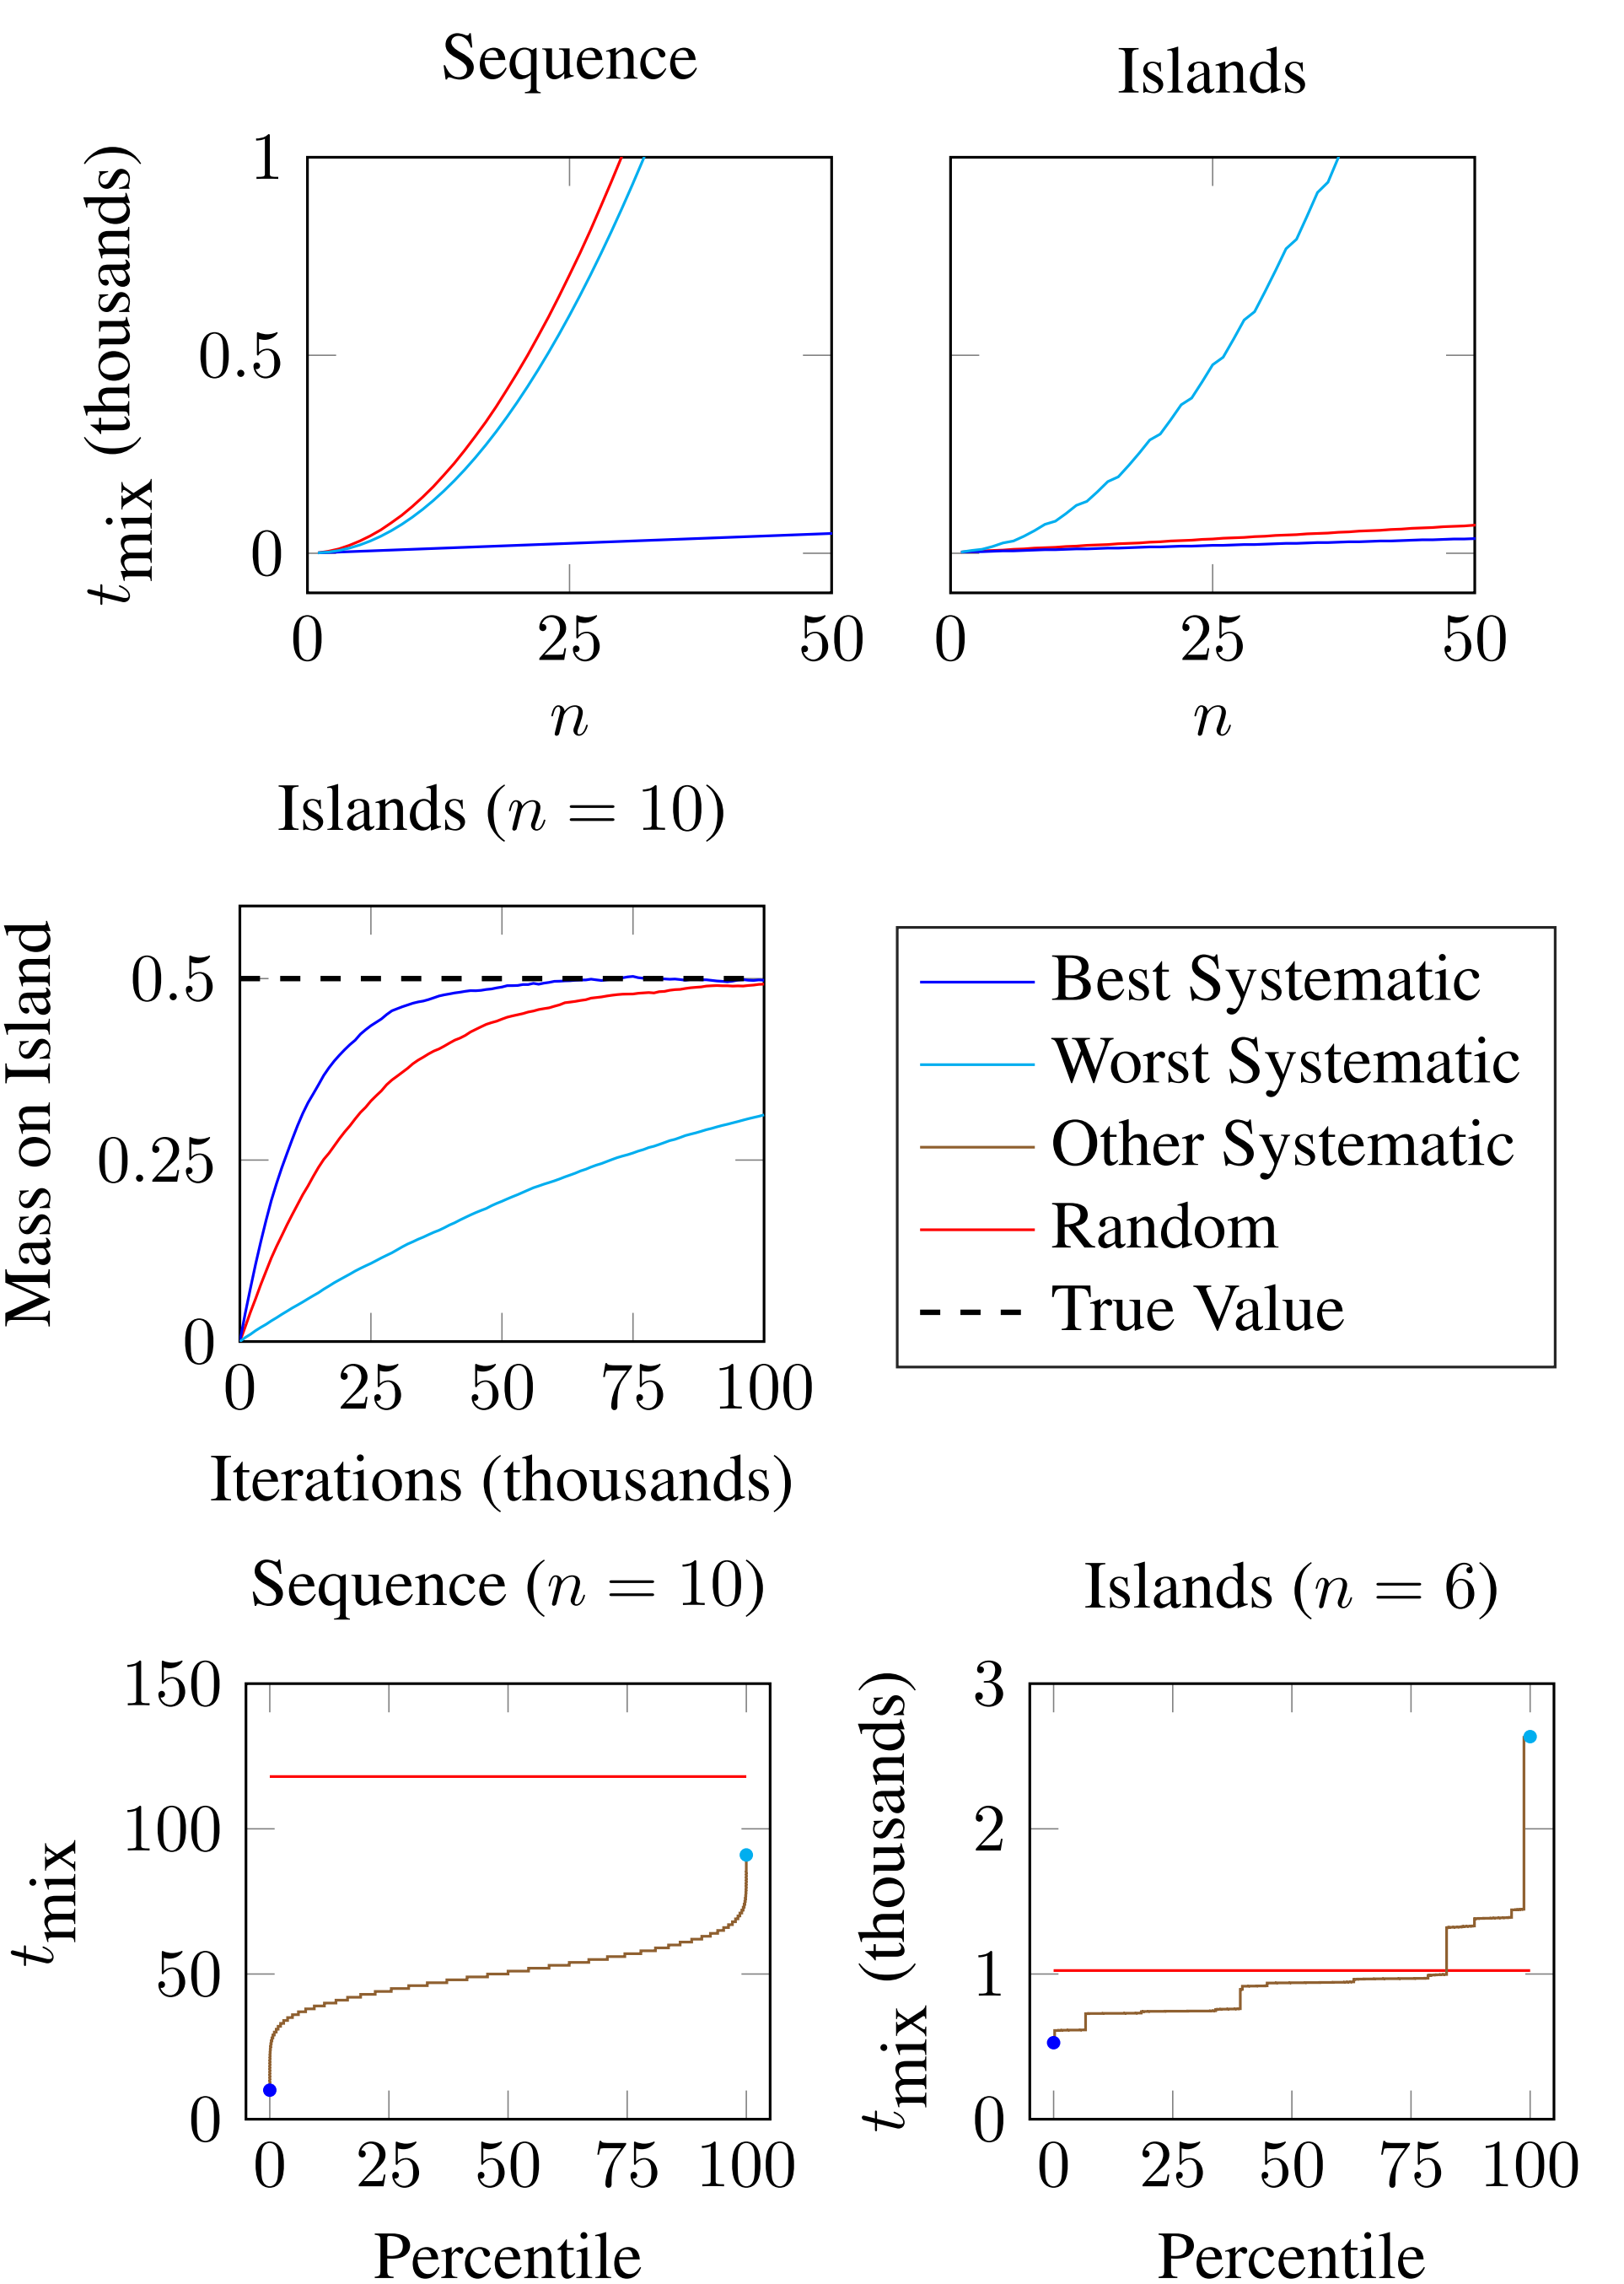 Sequence
Islands
t_mix (thousands)
1
0.5
0
0 25 50
0 25 50
n
n
Islands (n = 10)
Mass on Island
0.5
0.25
0
0 25 50 75 100
Iterations (thousands)
Best Systematic
Worst Systematic
Other Systematic
Random
True Value
Sequence (n = 10)
t_mix
150
100
50
0
0 25 50 75 100
Percentile
Islands (n = 6)
t_mix (thousands)
3
2
1
0
0 25 50 75 100
Percentile